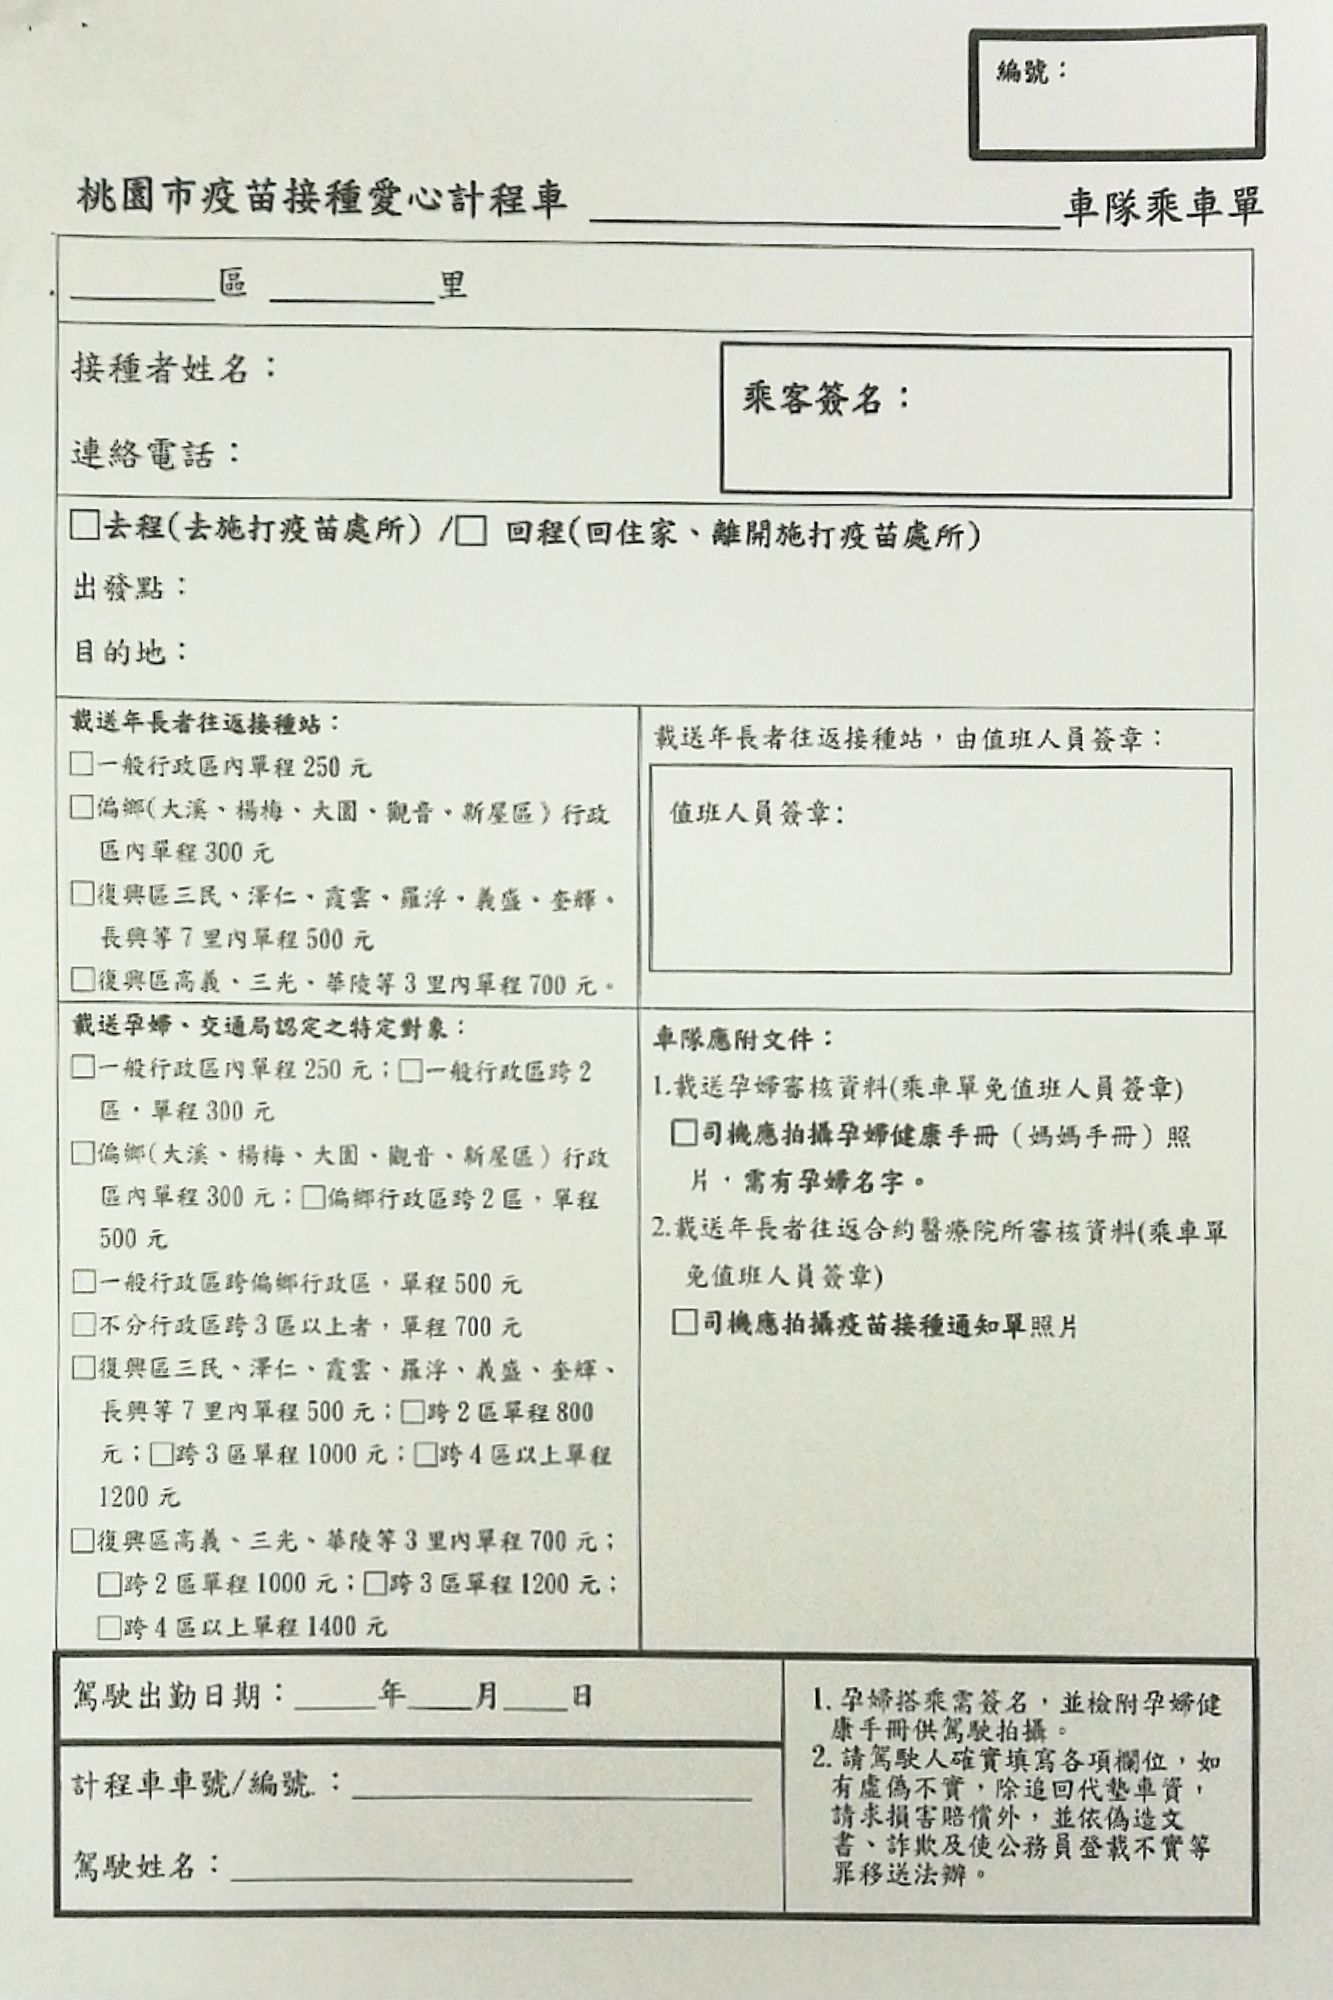 編號：
桃園市疫苗接種愛心計程車＿＿＿＿＿＿車隊乘車單
＿＿＿＿區 ＿＿＿＿里
接種者姓名：
乘客簽名：
連絡電話：
□去程(去施打疫苗處所) /□ 回程(回住家、離開施打疫苗處所)
出發點：
目的地：
載送年長者往返接種站：
□一般行政區內單程 250 元
□偏鄉(大溪、楊梅、大園、觀音、新屋區) 行政
區內單程 300 元
□復興區三民、澤仁、霞雲、羅浮、義盛、奎輝、
長興等 7 里內單程 500 元
□復興區高義、三光、華陵等 3 里內單程 700 元。
載送年長者往返接種站，由值班人員簽章：
值班人員簽章：
載送孕婦、交通局認定之特定對象：
□一般行政區內單程 250 元；□一般行政區跨 2
區，單程 300 元
□偏鄉(大溪、楊梅、大園、觀音、新屋區) 行政
區內單程 300 元；□偏鄉行政區跨 2 區，單程
500 元
□一般行政區跨偏鄉行政區，單程 500 元
□不分行政區跨 3 區以上者，單程 700 元
□復興區三民、澤仁、霞雲、羅浮、義盛、奎輝、
長興等 7 里內單程 500 元；□跨 2 區單程 800
元；□跨 3 區單程 1000 元；□跨 4 區以上單程
1200 元
□復興區高義、三光、華陵等 3 里內單程 700 元；
□跨 2 區單程 1000 元；□跨 3 區單程 1200 元；
□跨 4 區以上單程 1400 元
車隊應附文件：
1.載送孕婦審核資料(乘車單免值班人員簽章)
□司機應拍攝孕婦健康手冊（媽媽手冊）照
片，需有孕婦名字。
2.載送年長者往返合約醫療院所審核資料(乘車單
免值班人員簽章)
□司機應拍攝疫苗接種通知單照片
駕駛出勤日期：＿＿年＿＿月＿＿日
計程車車號/編號：＿＿＿＿＿＿
駕駛姓名：＿＿＿＿＿＿
1. 孕婦搭乘需簽名，並檢附孕婦健
康手冊供駕駛拍攝。
2. 請駕駛人確實填寫各項欄位，如
有虛偽不實，除追回代墊車資，
請求損害賠償外，並依偽造文
書、詐欺及使公務員登載不實等
罪移送法辦。